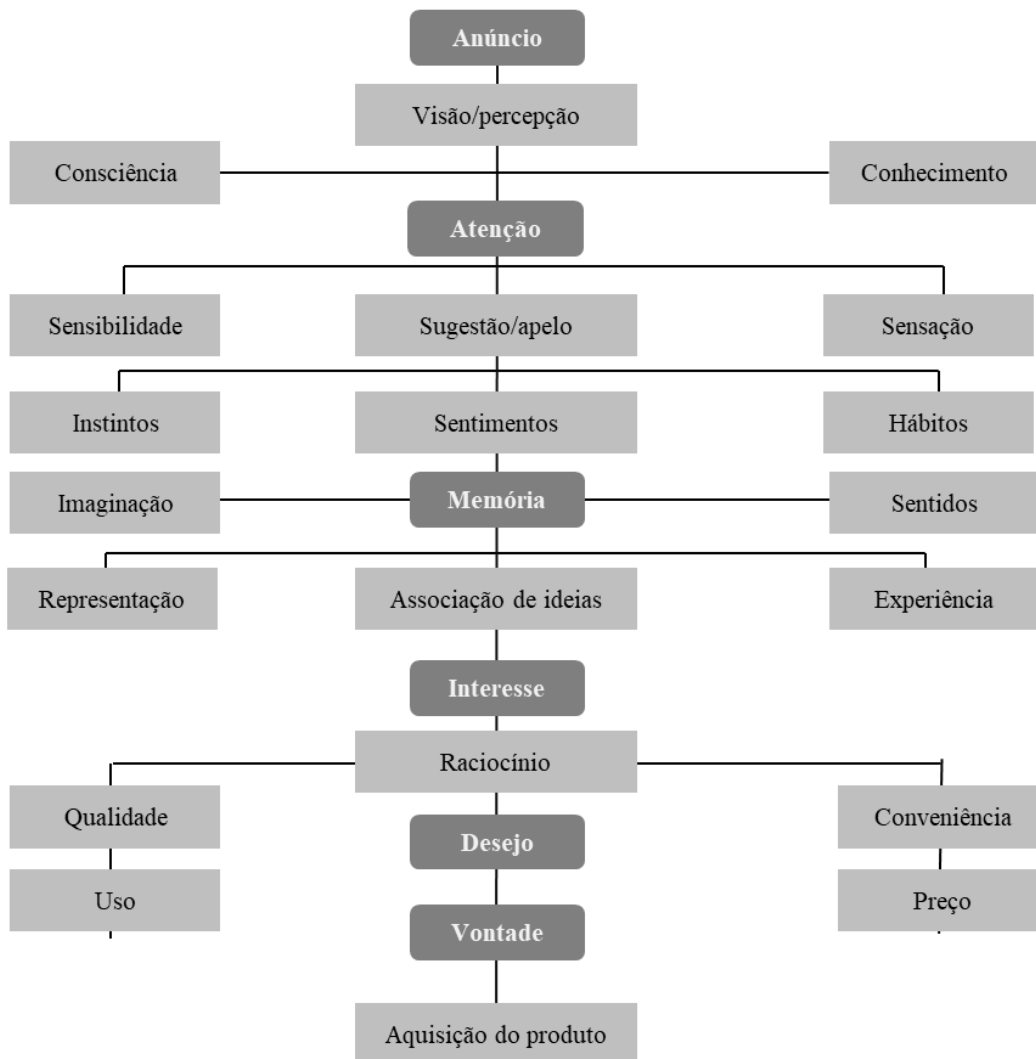 Anúncio
Visão/percepção
Consciência
Conhecimento
Atenção
Sensibilidade
Sugestão/apelo
Sensação
Instintos
Sentimentos
Hábitos
Imaginação
Memória
Sentidos
Representação
Associação de ideias
Experiência
Interesse
Raciocínio
Qualidade
Conveniência
Desejo
Uso
Preço
Vontade
Aquisição do produto